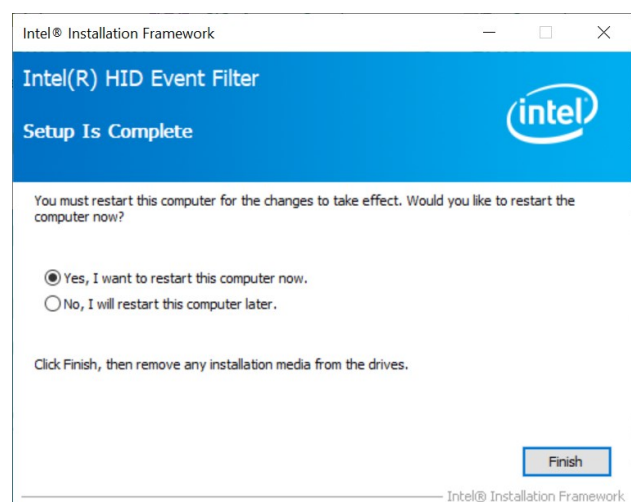 Intel® Installation Framework
Intel(R) HID Event Filter
intel
Setup Is Complete
You must restart this computer for the changes to take effect. Would you like to restart the
computer now?
Yes, I want to restart this computer now.
No, I will restart this computer later.
Click Finish, then remove any installation media from the drives.
Finish
Intel® Installation Framework